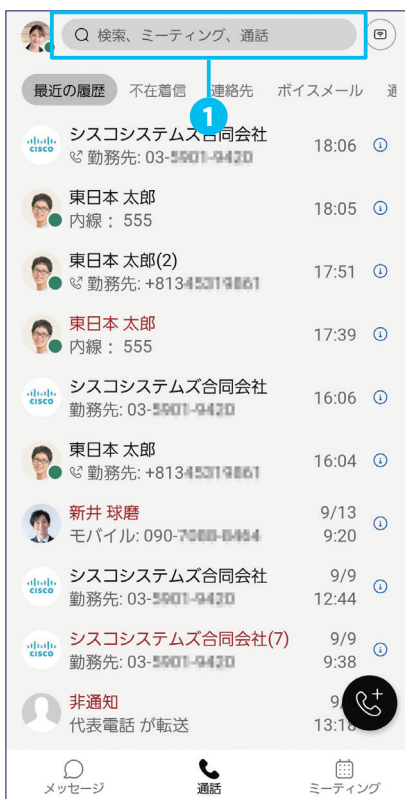 検索、ミーティング、通話
最近の履歴 不在着信 連絡先 ボイスメール 通
1
シスコシステムズ合同会社
勤務先: 03- 18:06
東日本 太郎
内線： 555 18:05
東日本 太郎(2)
勤務先: +813 17:51
東日本 太郎
内線： 555 17:39
シスコシステムズ合同会社
勤務先: 03- 16:06
東日本 太郎
勤務先: +813 16:04
新井 球磨 9/13
モバイル: 090- 9:20
シスコシステムズ合同会社 9/9
勤務先: 03- 12:44
シスコシステムズ合同会社(7) 9/9
勤務先: 03- 9:38
非通知
代表電話 が転送 13:18
メッセージ 通話 ミーティング